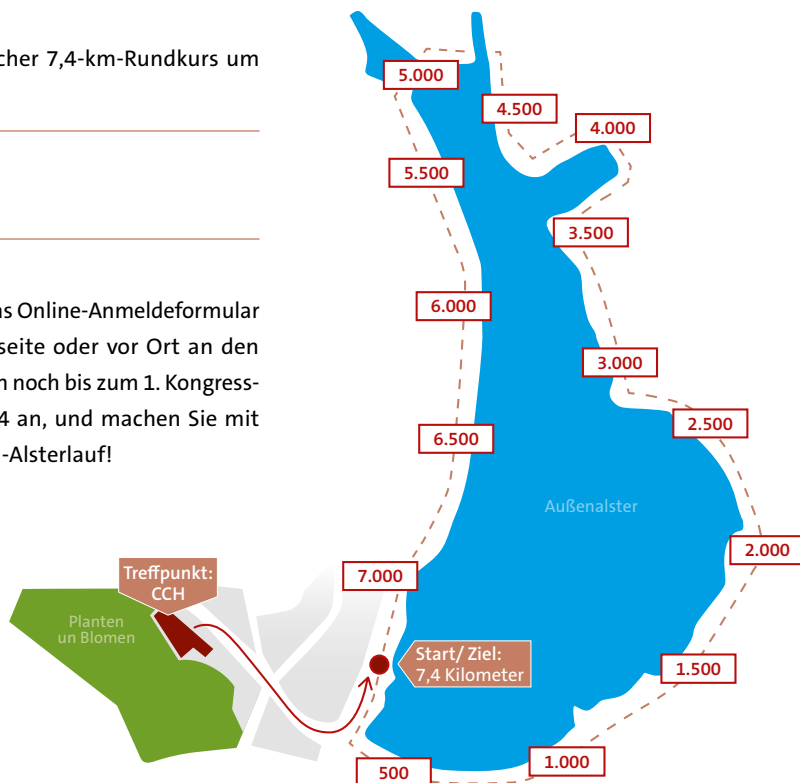 cher 7,4-km-Rundkurs um
as Online-Anmeldeformular
seite oder vor Ort an den
n noch bis zum 1. Kongress-
4 an, und machen Sie mit
-Alsterlauf!
5.000
4.500
4.000
5.500
3.500
6.000
3.000
2.500
6.500
Außenalster
2.000
Treffpunkt:
CCH
7.000
Planten
un Blomen
Start/ Ziel:
7,4 Kilometer
1.500
1.000
500